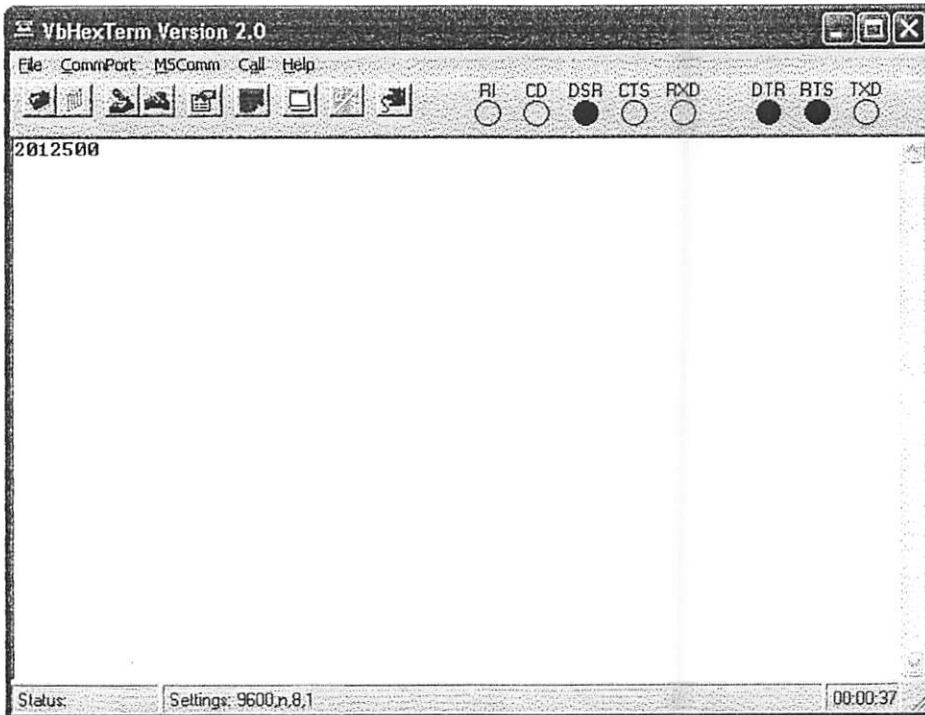 VbHexTerm Version 2.0
File CommPort MSComm Call Help
RI CD DSR CTS RXD DTR RTS TXD
2012500
Status: Settings: 9600,n,8,1 00:00:37